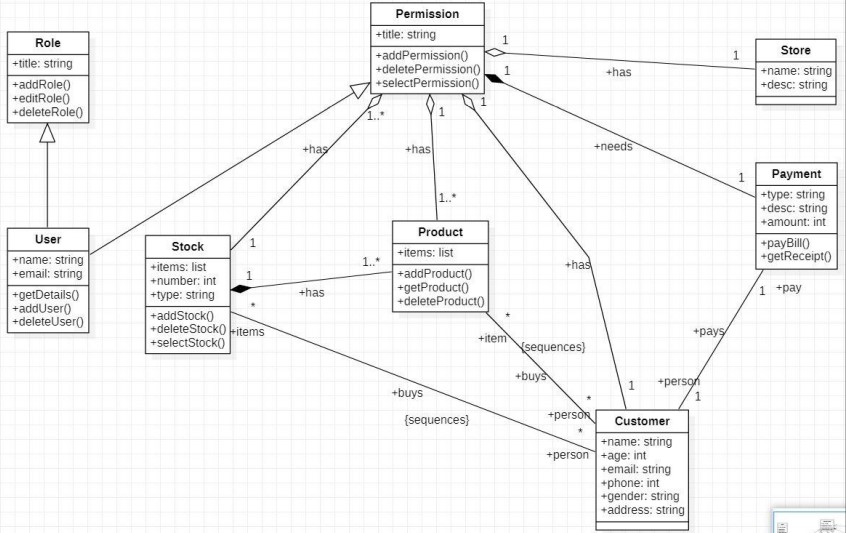 Permission
+title: string
+addPermission()
+deletePermission()
+selectPermission()
Role
+title: string
+addRole()
+editRole()
+deleteRole()
Store
+name: string
+desc: string
1
1
+has
1
+needs
1
1..*
+has
1
1
+has
1..*
1
+has
1
Payment
+type: string
+desc: string
+amount: int
+payBill()
+getReceipt()
User
+name: string
+email: string
+getDetails()
+addUser()
+deleteUser()
Stock
+items: list
+number: int
+type: string
+addStock()
+deleteStock()
+selectStock()
Product
+items: list
+addProduct()
+getProduct()
+deleteProduct()
1
1..*
+has
*
+items
+buys
{sequences}
*
+person
*
+item
{sequences}
+buys
*
+person
1
+pay
+pays
+person
1
Customer
+name: string
+age: int
+email: string
+phone: int
+gender: string
+address: string